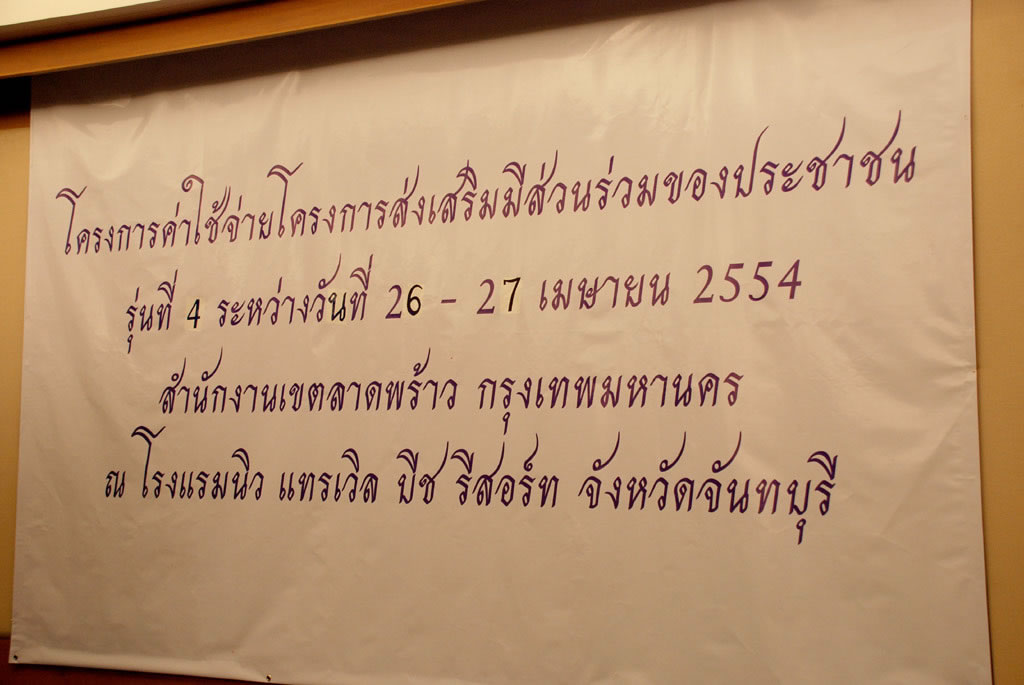 โครงการค่าใช้จ่ายโครงการส่งเสริมมีส่วนร่วมของประชาชน
รุ่นที่ 4 ระหว่างวันที่ 26 - 27 เมษายน 2554
สำนักงานเขตลาดพร้าว กรุงเทพมหานคร
ณ โรงแรมนิว แทรเวิล บีช รีสอร์ท จังหวัดจันทบุรี